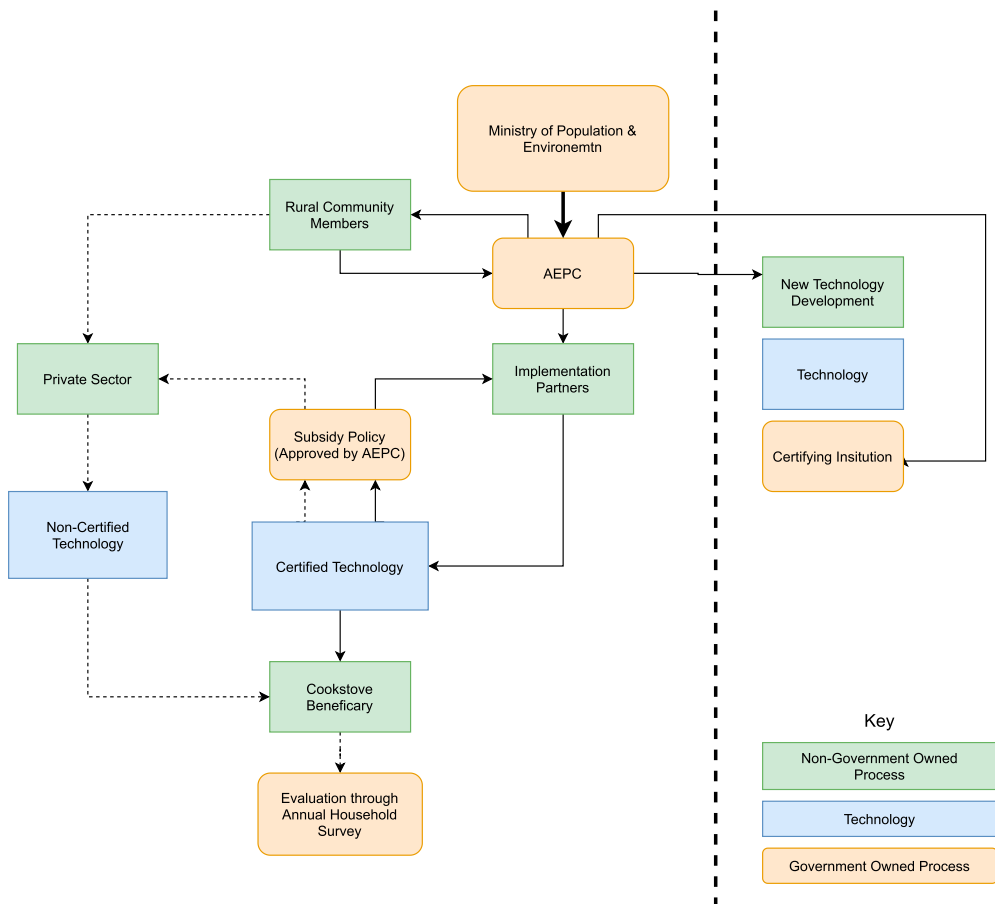 Ministry of Population &
Environemtn
Rural Community
Members
AEPC
New Technology
Development
Private Sector
Implementation
Partners
Technology
Subsidy Policy
(Approved by AEPC)
Certifying Insitution
Non-Certified
Technology
Certified Technology
Cookstove
Beneficary
Evaluation through
Annual Household
Survey
Key
Non-Government Owned
Process
Technology
Government Owned Process